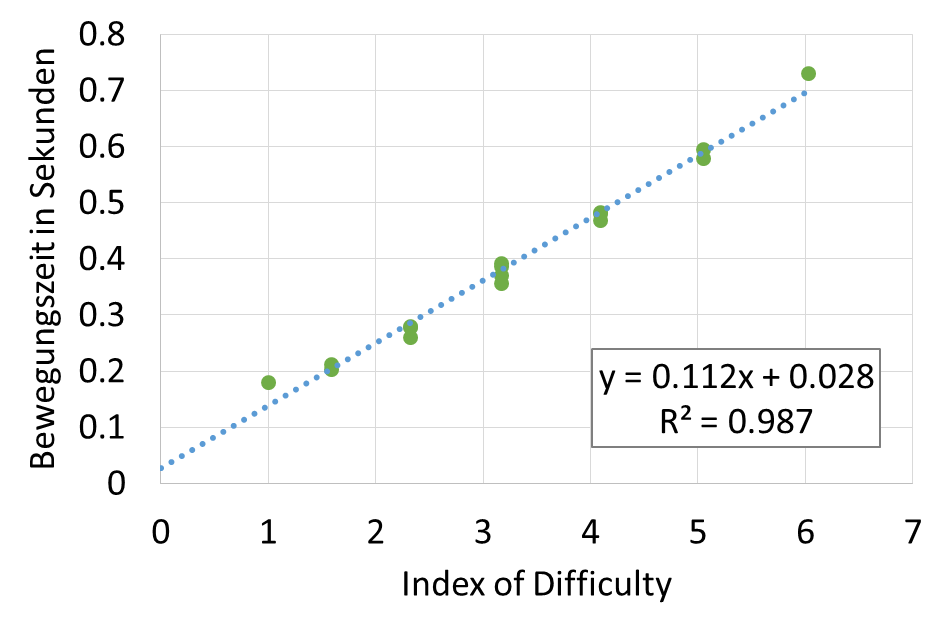 Bewegungszeit in Sekunden
0.8
0.7
0.6
0.5
0.4
0.3
0.2
0.1
0
y = 0.112x + 0.028
R² = 0.987
0 1 2 3 4 5 6 7
Index of Difficulty